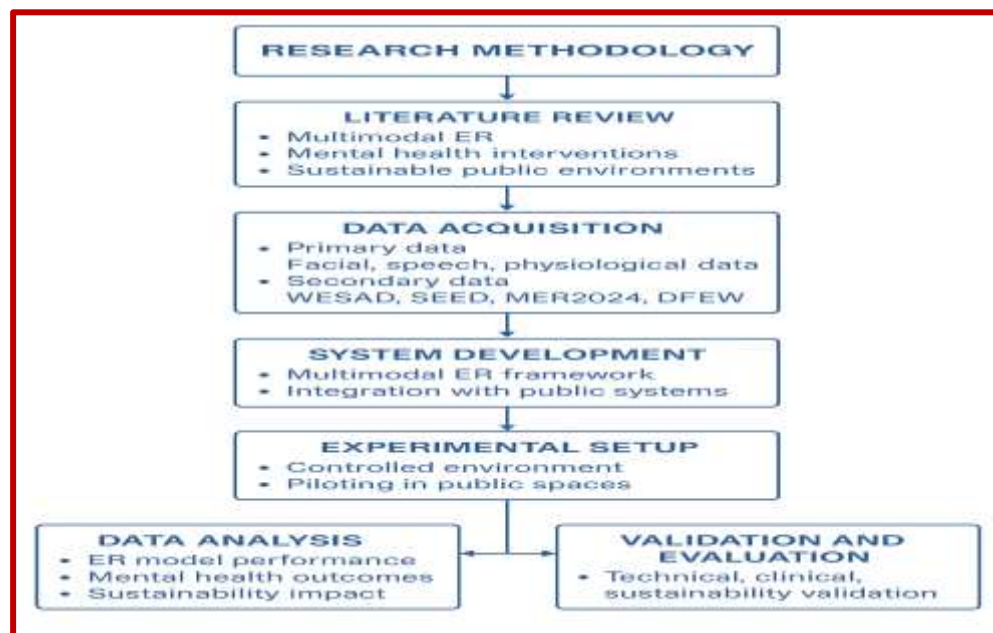 RESEARCH METHODOLOGY
LITERATURE REVIEW
• Multimodal ER
• Mental health interventions
• Sustainable public environments
DATA ACQUISITION
• Primary data
Facial, speech, physiological data
• Secondary data
WESAD, SEED, MER2024, DFEW
SYSTEM DEVELOPMENT
• Multimodal ER framework
• Integration with public systems
EXPERIMENTAL SETUP
• Controlled environment
• Piloting in public spaces
DATA ANALYSIS
• ER model performance
• Mental health outcomes
• Sustainability impact
VALIDATION AND
EVALUATION
• Technical, clinical,
sustainability validation